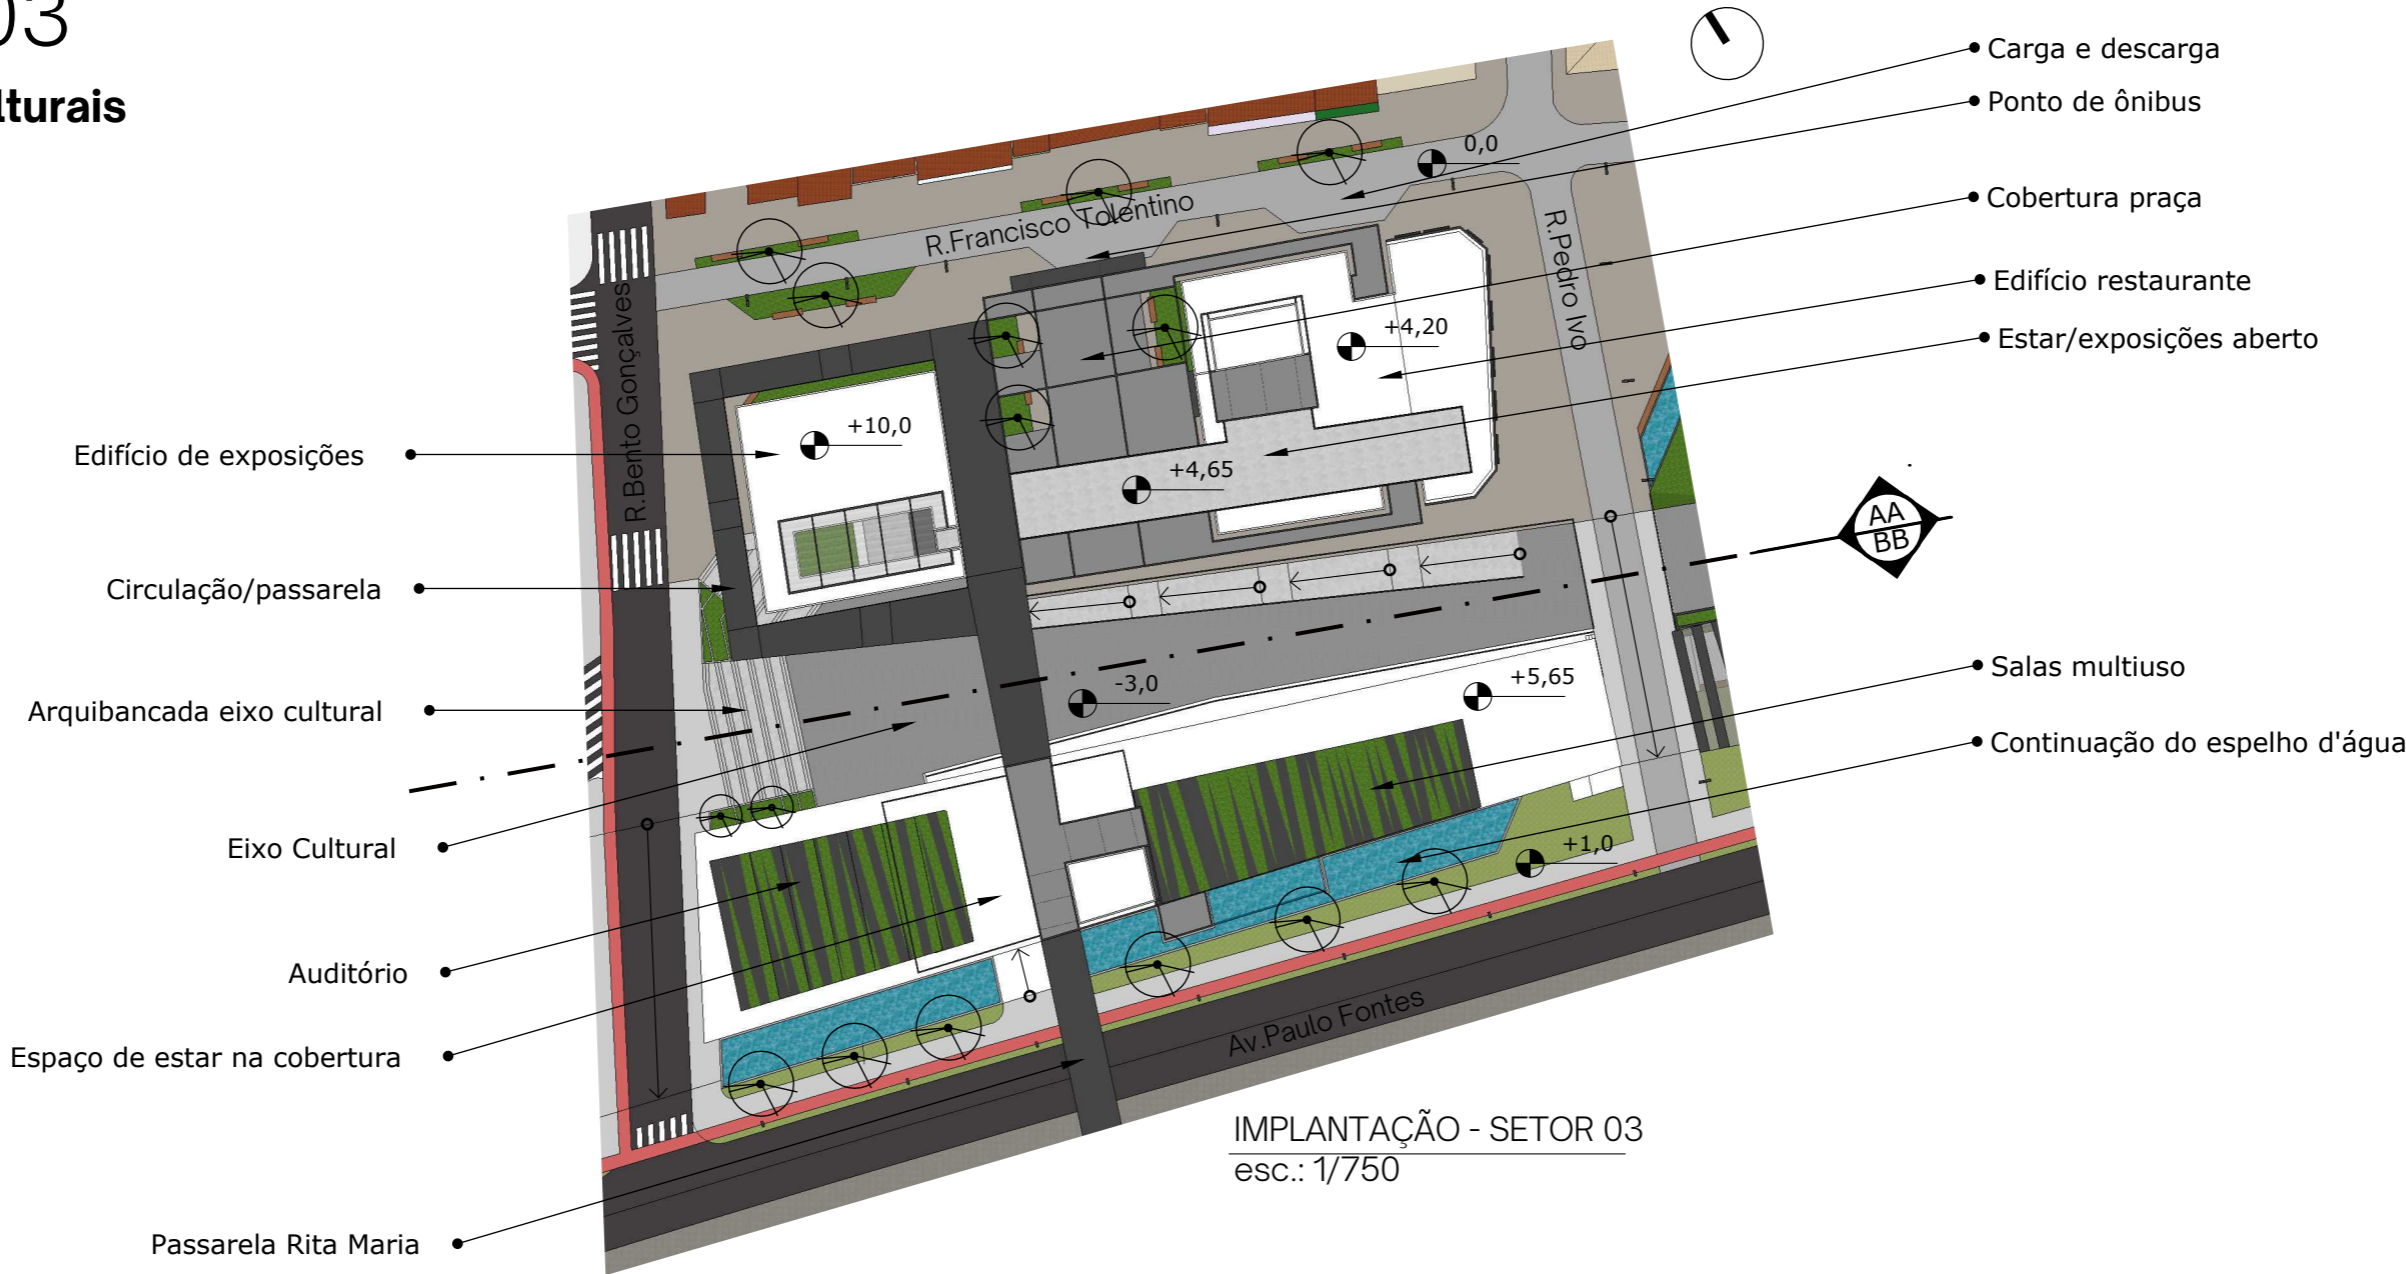 03
lturais
Carga e descarga
Ponto de ônibus
Cobertura praça
Edifício restaurante
Estar/exposições aberto
Salas multiuso
Continuação do espelho d'água
Edifício de exposições
Circulação/passarela
Arquibancada eixo cultural
Eixo Cultural
Auditório
Espaço de estar na cobertura
Passarela Rita Maria
R.Francisco Tolentino
R.Bento Gonçalves
R.Pedro Ivo
Av.Paulo Fontes
0,0
+4,20
+10,0
+4,65
-3,0
+5,65
+1,0
AA
BB
IMPLANTAÇÃO - SETOR 03
esc.: 1/750